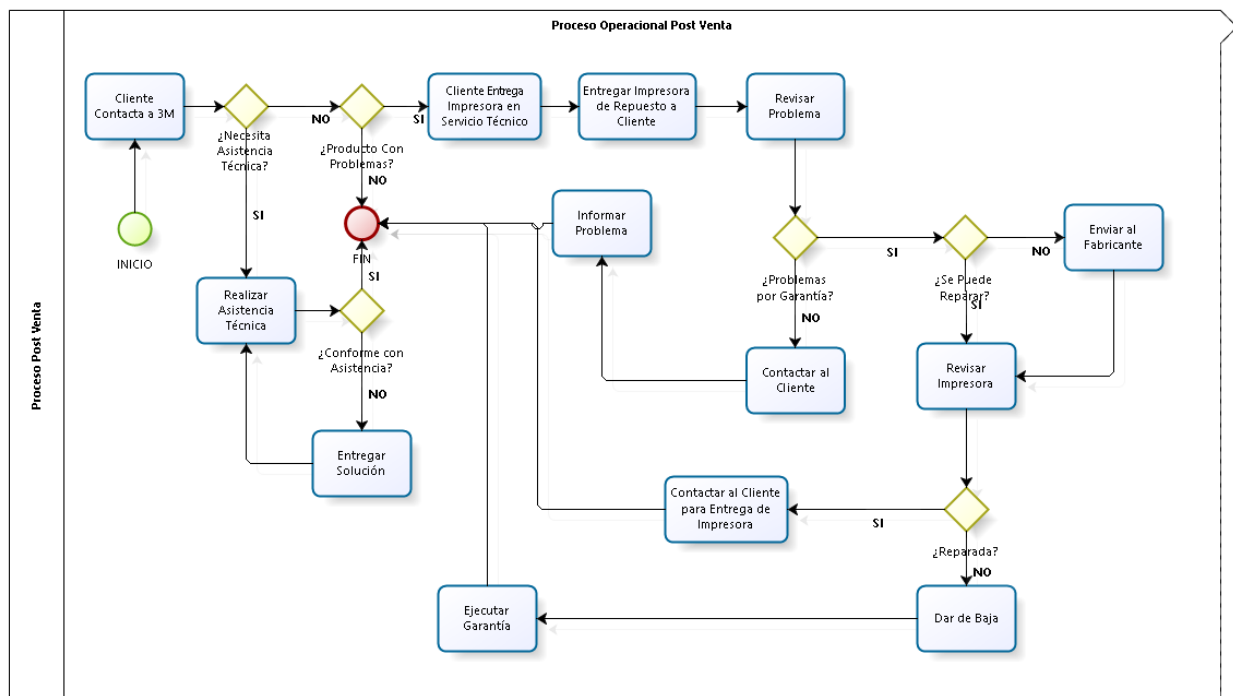 Proceso Operacional Post Venta
Proceso Post Venta
Cliente
Contacta a 3M
¿Necesita
Asistencia
Técnica?
NO
¿Producto Con
Problemas?
SI
NO
Cliente Entrega
Impresora en
Servicio Técnico
Entregar Impresora
de Repuesto a
Cliente
Revisar
Problema
INICIO
SI
FIN
Informar
Problema
¿Problemas
por Garantía?
SI
NO
¿Se Puede
Reparar?
NO
SI
Enviar al
Fabricante
Realizar
Asistencia
Técnica
SI
¿Conforme con
Asistencia?
NO
Entregar
Solución
Contactar al
Cliente
Revisar
Impresora
Contactar al Cliente
para Entrega de
Impresora
SI
¿Reparada?
NO
Ejecutar
Garantía
Dar de Baja